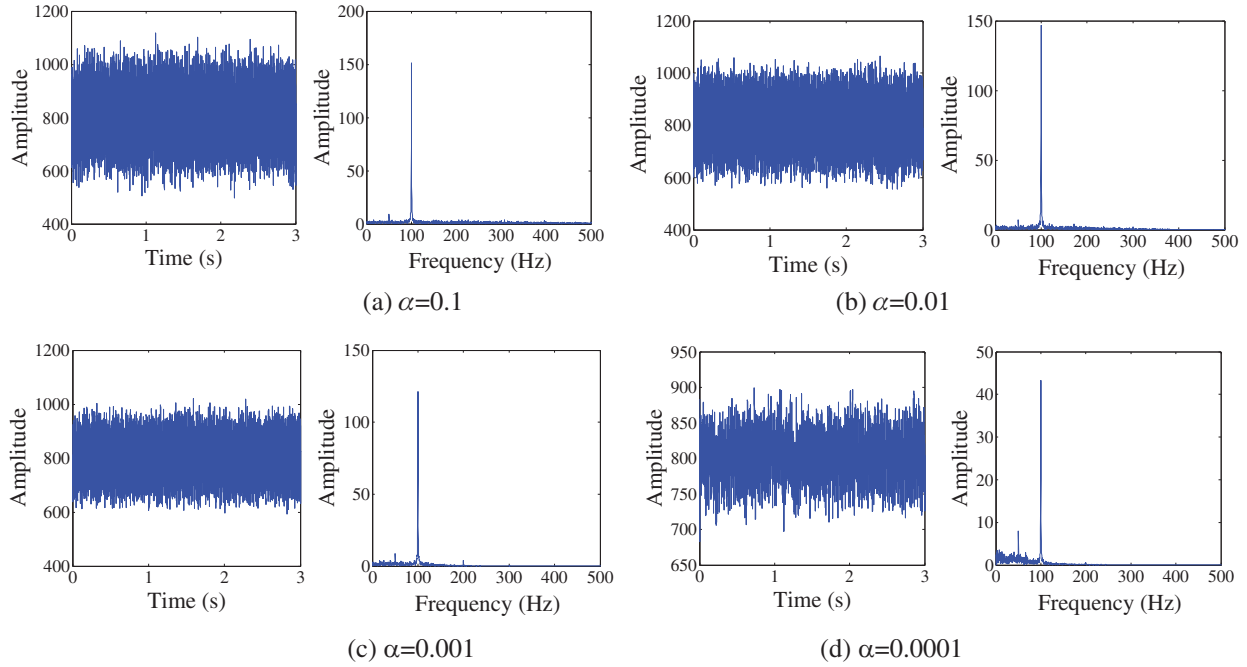 1200
1000
800
600
400
Amplitude
0 1 2 3
Time (s)
200
150
100
50
0
Amplitude
0 100 200 300 400 500
Frequency (Hz)
(a) α=0.1
1200
1000
800
600
400
Amplitude
0 1 2 3
Time (s)
150
100
50
0
Amplitude
0 100 200 300 400 500
Frequency (Hz)
(b) α=0.01
1200
1000
800
600
400
Amplitude
0 1 2 3
Time (s)
150
100
50
0
Amplitude
0 100 200 300 400 500
Frequency (Hz)
(c) α=0.001
950
900
850
800
750
700
650
Amplitude
0 1 2 3
Time (s)
50
40
30
20
10
0
Amplitude
0 100 200 300 400 500
Frequency (Hz)
(d) α=0.0001